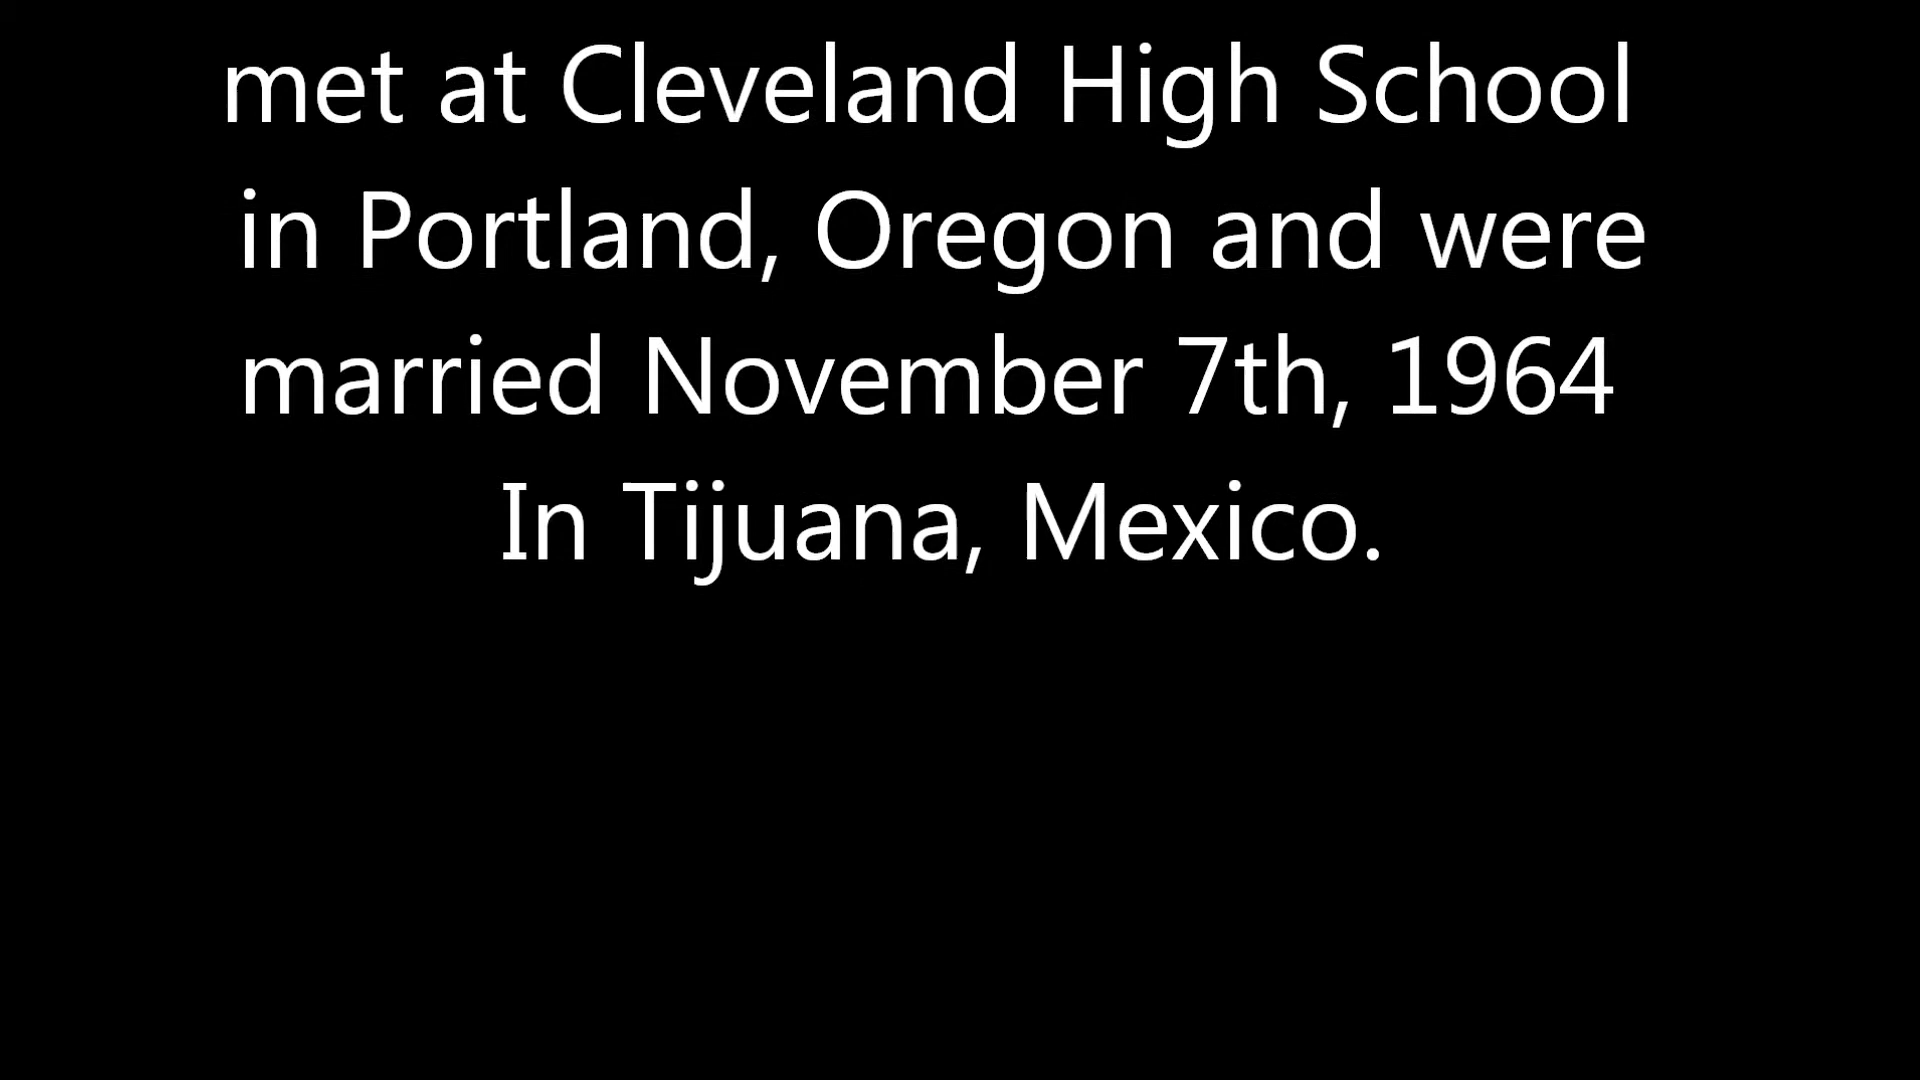 met at Cleveland High School
in Portland, Oregon and were
married November 7th, 1964
In Tijuana, Mexico.